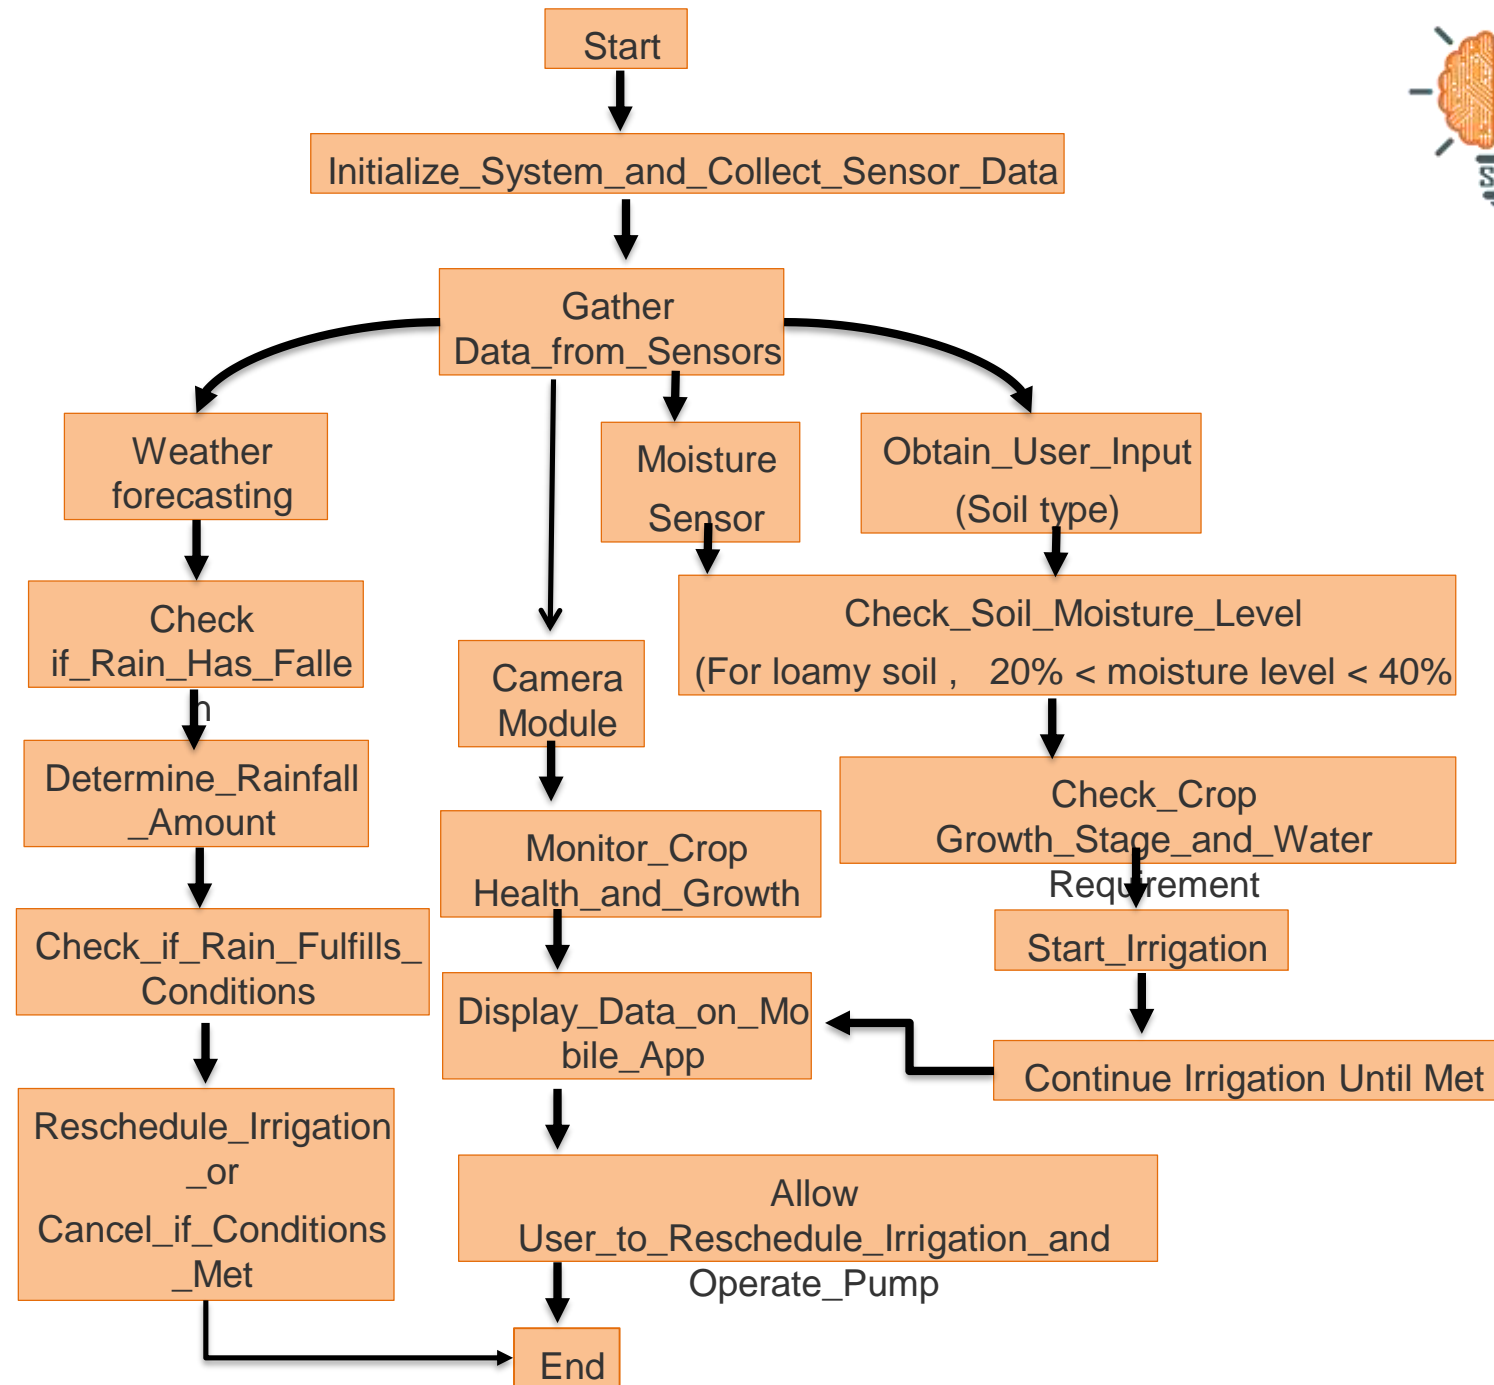 Start
Initialize_System_and_Collect_Sensor_Data
Gather
Data_from_Sensors
Weather
forecasting
Moisture
Sensor
Obtain_User_Input
(Soil type)
Check
if_Rain_Has_Falle
n
Camera
Module
Check_Soil_Moisture_Level
(For loamy soil ,   20% < moisture level < 40%
Determine_Rainfall
_Amount
Monitor_Crop
Health_and_Growth
Check_Crop
Growth_Stage_and_Water
Requirement
Check_if_Rain_Fulfills_
Conditions
Start_Irrigation
Display_Data_on_Mo
bile_App
Continue Irrigation Until Met
Reschedule_Irrigation
_or
Cancel_if_Conditions
_Met
Allow
User_to_Reschedule_Irrigation_and
Operate_Pump
End